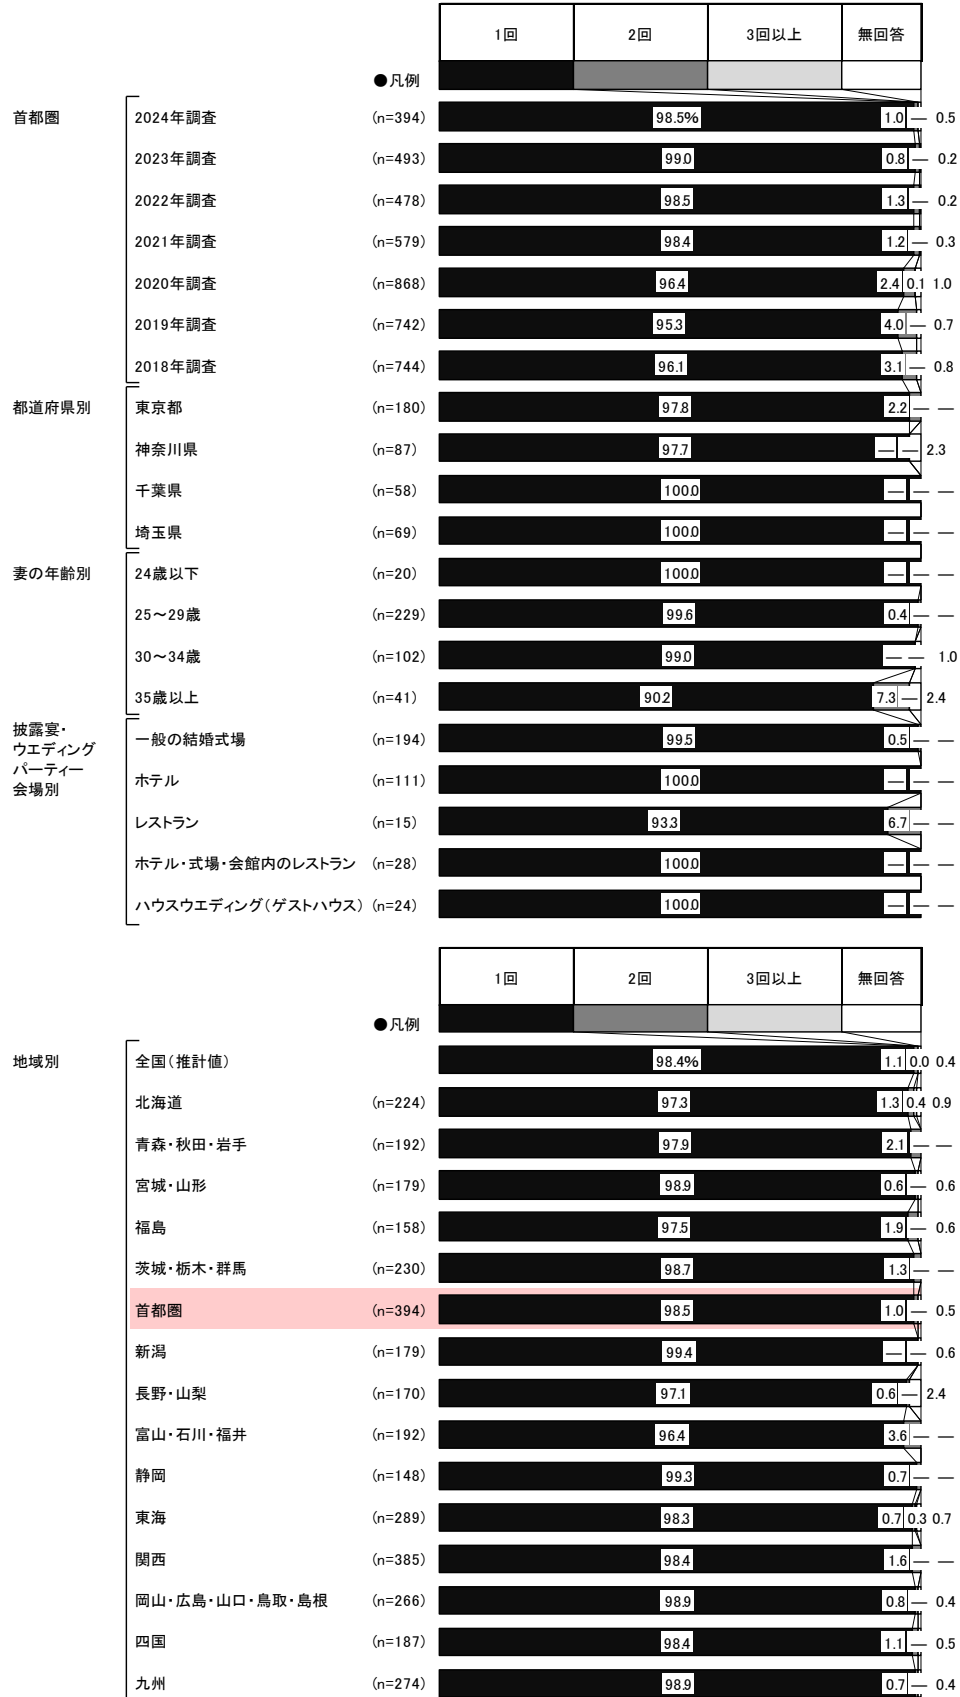 1回 2回 3回以上 無回答
●凡例
首都圏 2024年調査 (n=394) 98.5% 1.0 — 0.5
2023年調査 (n=493) 99.0 0.8 — 0.2
2022年調査 (n=478) 98.5 1.3 — 0.2
2021年調査 (n=579) 98.4 1.2 — 0.3
2020年調査 (n=868) 96.4 2.4 0.1 1.0
2019年調査 (n=742) 95.3 4.0 — 0.7
2018年調査 (n=744) 96.1 3.1 — 0.8
都道府県別 東京都 (n=180) 97.8 2.2 — —
神奈川県 (n=87) 97.7 — — 2.3
千葉県 (n=58) 100.0 — — —
埼玉県 (n=69) 100.0 — — —
妻の年齢別 24歳以下 (n=20) 100.0 — — —
25～29歳 (n=229) 99.6 0.4 — —
30～34歳 (n=102) 99.0 — — 1.0
35歳以上 (n=41) 90.2 7.3 — 2.4
披露宴・
ウエディング
パーティー
会場別
一般の結婚式場 (n=194) 99.5 0.5 — —
ホテル (n=111) 100.0 — — —
レストラン (n=15) 93.3 6.7 — —
ホテル・式場・会館内のレストラン (n=28) 100.0 — — —
ハウスウエディング(ゲストハウス) (n=24) 100.0 — — —
1回 2回 3回以上 無回答
●凡例
地域別 全国(推計値) 98.4% 1.1 0.0 0.4
北海道 (n=224) 97.3 1.3 0.4 0.9
青森・秋田・岩手 (n=192) 97.9 2.1 — —
宮城・山形 (n=179) 98.9 0.6 — 0.6
福島 (n=158) 97.5 1.9 — 0.6
茨城・栃木・群馬 (n=230) 98.7 1.3 — —
首都圏 (n=394) 98.5 1.0 — 0.5
新潟 (n=179) 99.4 — — 0.6
長野・山梨 (n=170) 97.1 0.6 — 2.4
富山・石川・福井 (n=192) 96.4 3.6 — —
静岡 (n=148) 99.3 0.7 — —
東海 (n=289) 98.3 0.7 0.3 0.7
関西 (n=385) 98.4 1.6 — —
岡山・広島・山口・鳥取・島根 (n=266) 98.9 0.8 — 0.4
四国 (n=187) 98.4 1.1 — 0.5
九州 (n=274) 98.9 0.7 — 0.4